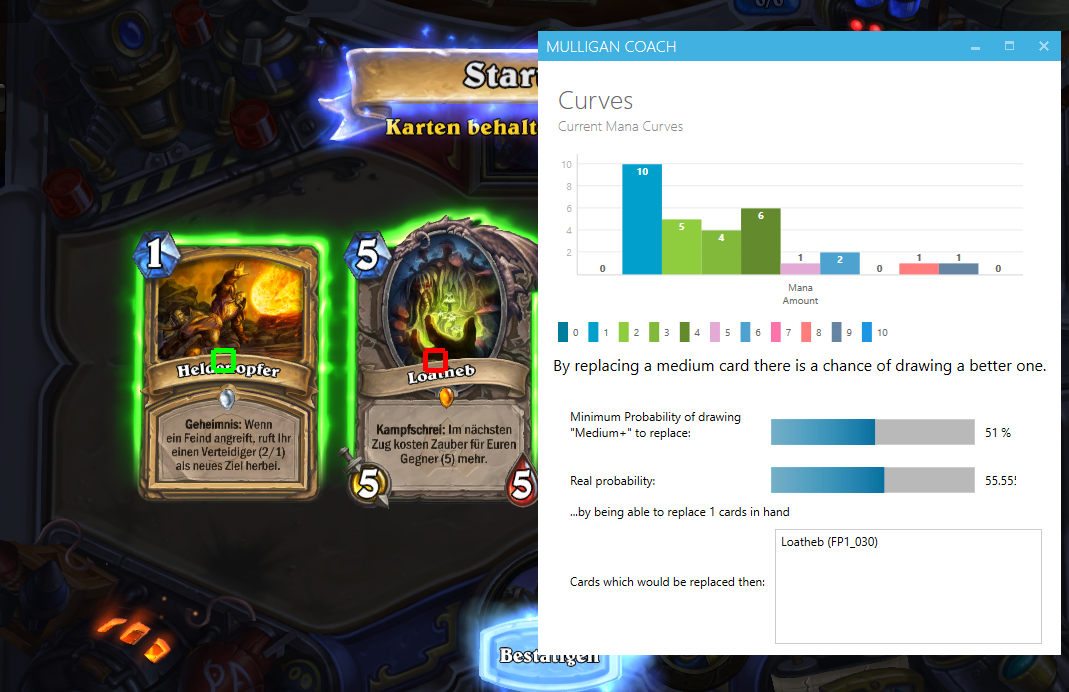 6/6
Star
Karten behalt
1
Heldenopfer
Geheimnis: Wenn
ein Feind angreift, ruft Ihr
einen Verteidiger (2/1)
als neues Ziel herbei.
5
Loatheb
Kampfschrei: Im nächsten
Zug kosten Zauber für Euren
Gegner (5) mehr.
5
5
Bestätigen
MULLIGAN COACH
Curves
Current Mana Curves
10
8
6
4
2
0
10
5
4
6
1
2
0
1
1
0
Mana
Amount
0 1 2 3 4 5 6 7 8 9 10
By replacing a medium card there is a chance of drawing a better one.
Minimum Probability of drawing
"Medium+" to replace:
51 %
Real probability:
55.55
...by being able to replace 1 cards in hand
Cards which would be replaced then:
Loatheb (FP1_030)